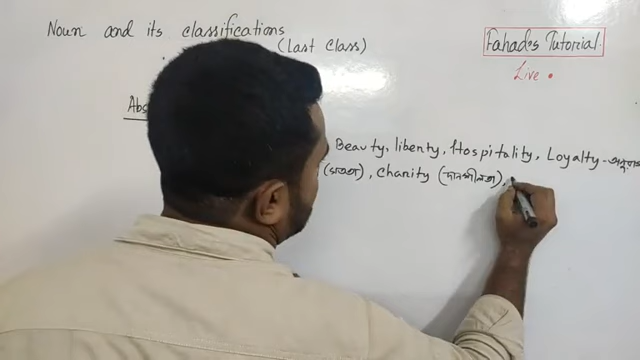 Noun and its classifications
(Last Class)
Fahad's Tutorial
Live
Abs
Beauty, liberty, Hospitality, Loyalty -
(সততা), Charity (দানশীলতা),